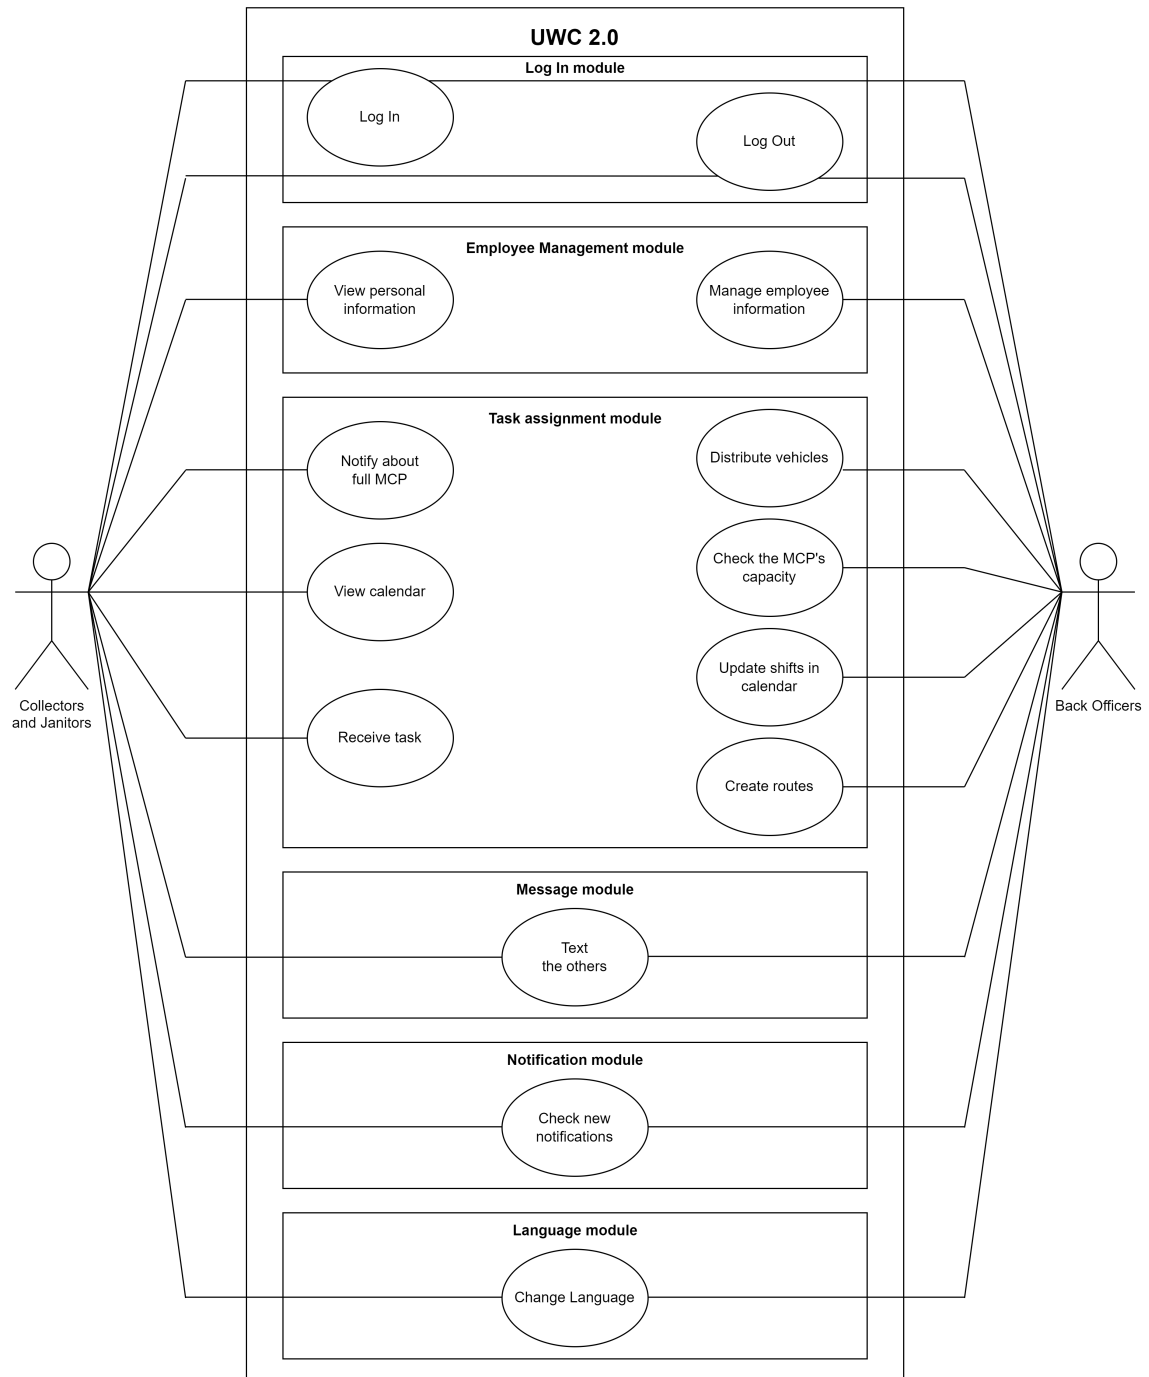 UWC 2.0
Log In module
Log In
Log Out
Employee Management module
View personal
information
Manage employee
information
Task assignment module
Notify about
full MCP
Distribute vehicles
View calendar
Check the MCP's
capacity
Update shifts in
calendar
Receive task
Create routes
Collectors
and Janitors
Back Officers
Message module
Text
the others
Notification module
Check new
notifications
Language module
Change Language